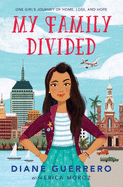 ONE GIRL'S JOURNEY OF HOME, LOSS, AND HOPE
MY FAMILY
DIVIDED
DIANE GUERRERO
WITH ERICA MOROZ